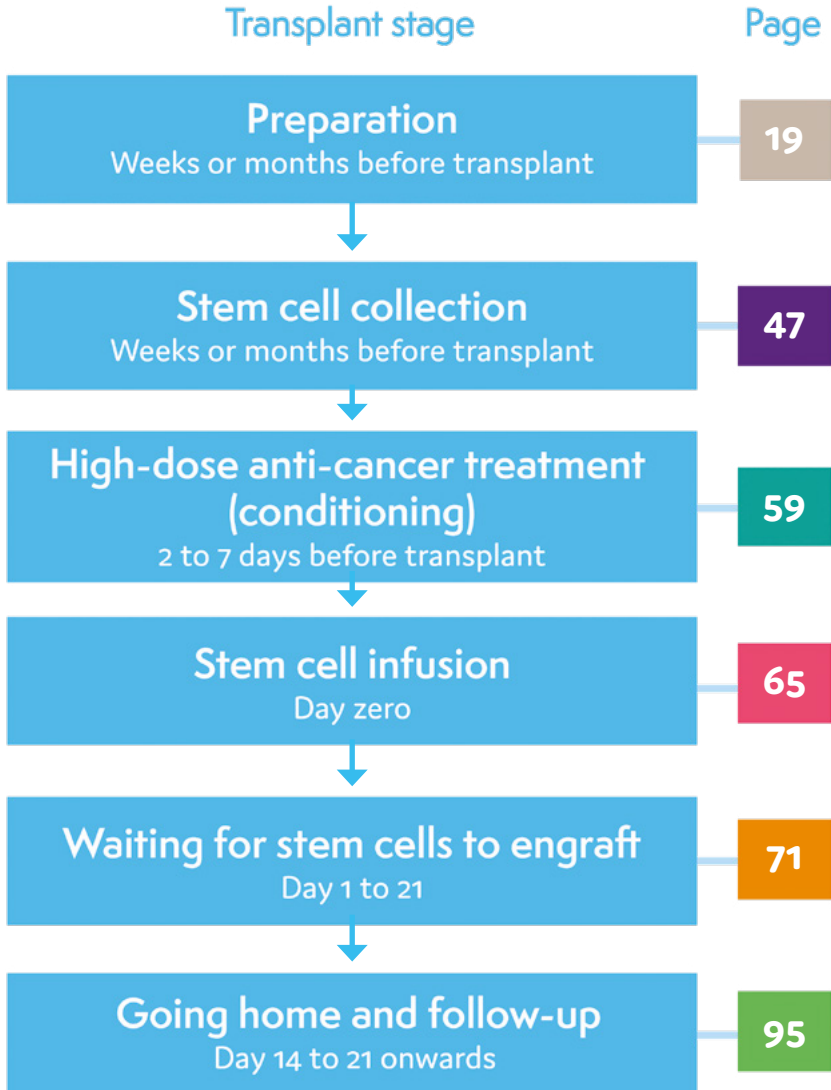 Transplant stage Page
Preparation
Weeks or months before transplant
19
Stem cell collection
Weeks or months before transplant
47
High-dose anti-cancer treatment
(conditioning)
2 to 7 days before transplant
59
Stem cell infusion
Day zero
65
Waiting for stem cells to engraft
Day 1 to 21
71
Going home and follow-up
Day 14 to 21 onwards
95